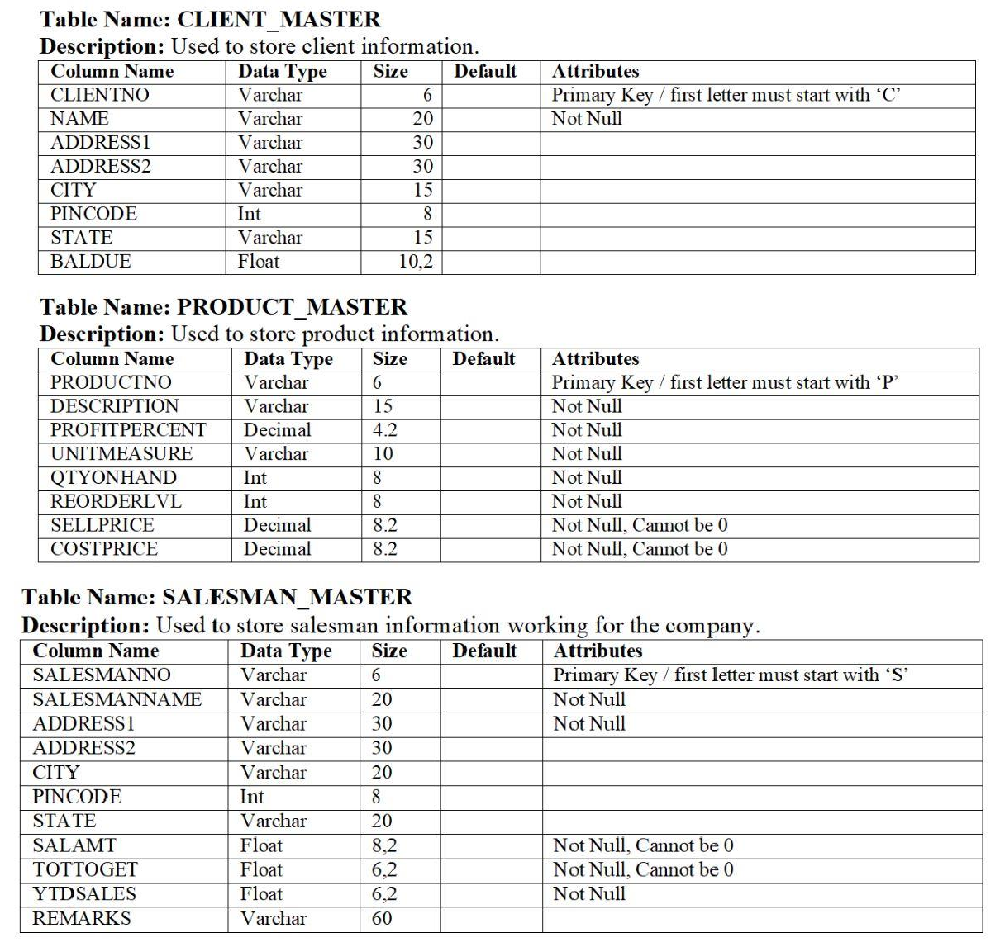 Table Name: CLIENT_MASTER
Description: Used to store client information.
Column Name Data Type Size Default Attributes
CLIENTNO Varchar 6 Primary Key / first letter must start with ‘C’
NAME Varchar 20 Not Null
ADDRESS1 Varchar 30
ADDRESS2 Varchar 30
CITY Varchar 15
PINCODE Int 8
STATE Varchar 15
BALDUE Float 10,2
Table Name: PRODUCT_MASTER
Description: Used to store product information.
Column Name Data Type Size Default Attributes
PRODUCTNO Varchar 6 Primary Key / first letter must start with ‘P’
DESCRIPTION Varchar 15 Not Null
PROFITPERCENT Decimal 4.2 Not Null
UNITMEASURE Varchar 10 Not Null
QTYONHAND Int 8 Not Null
REORDERLVL Int 8 Not Null
SELLPRICE Decimal 8.2 Not Null, Cannot be 0
COSTPRICE Decimal 8.2 Not Null, Cannot be 0
Table Name: SALESMAN_MASTER
Description: Used to store salesman information working for the company.
Column Name Data Type Size Default Attributes
SALESMANNO Varchar 6 Primary Key / first letter must start with ‘S’
SALESMANNAME Varchar 20 Not Null
ADDRESS1 Varchar 30 Not Null
ADDRESS2 Varchar 30
CITY Varchar 20
PINCODE Int 8
STATE Varchar 20
SALAMT Float 8,2 Not Null, Cannot be 0
TOTTOGET Float 6,2 Not Null, Cannot be 0
YTDSALES Float 6,2 Not Null
REMARKS Varchar 60